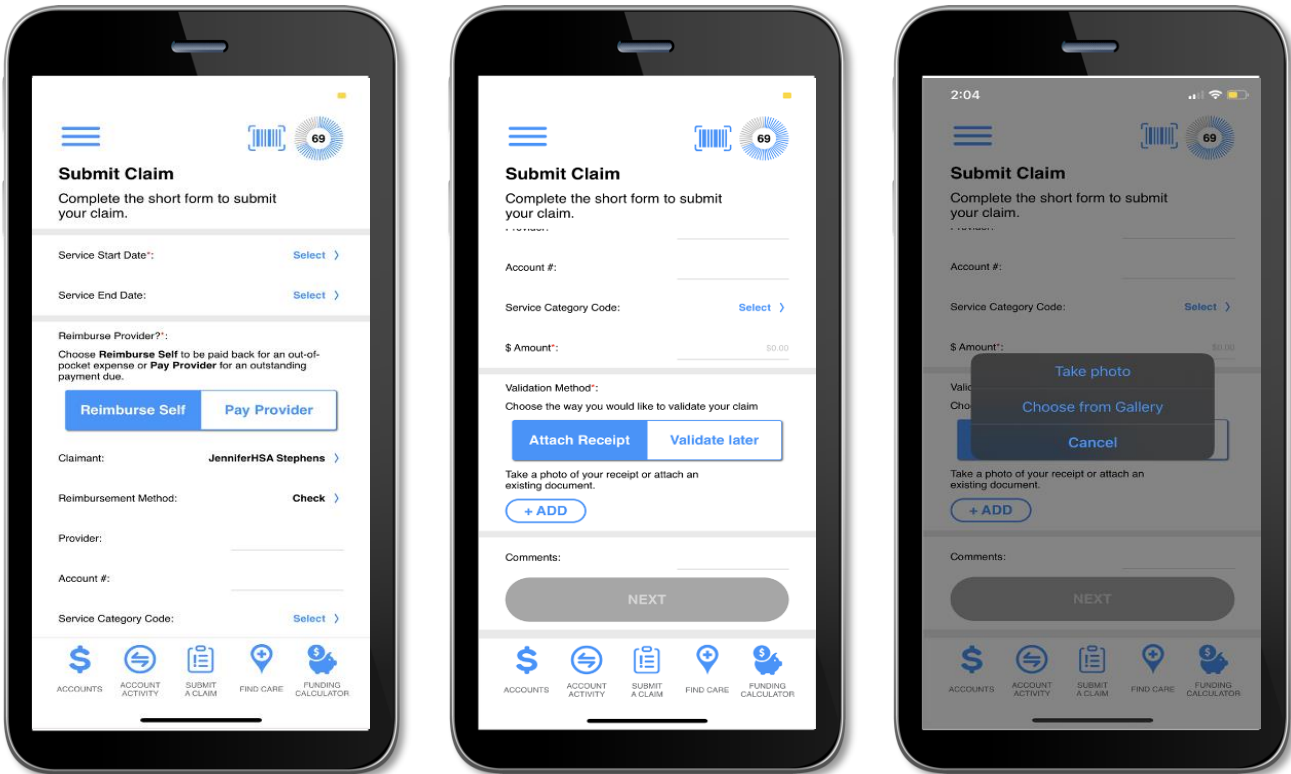 69
Submit Claim
Complete the short form to submit
your claim.
Service Start Date*:
Select >
Service End Date:
Select >
Reimburse Provider?*:
Choose Reimburse Self to be paid back for an out-of-
pocket expense or Pay Provider for an outstanding
payment due.
Reimburse Self
Pay Provider
Claimant:
JenniferHSA Stephens >
Reimbursement Method:
Check >
Provider:
Account #:
Service Category Code:
Select >
ACCOUNTS
ACCOUNT
ACTIVITY
SUBMIT
A CLAIM
FIND CARE
FUNDING
CALCULATOR
69
Submit Claim
Complete the short form to submit
your claim.
Provider:
Account #:
Service Category Code:
Select >
$ Amount*:
$0.00
Validation Method*:
Choose the way you would like to validate your claim
Attach Receipt
Validate later
Take a photo of your receipt or attach an
existing document.
+ ADD
Comments:
NEXT
ACCOUNTS
ACCOUNT
ACTIVITY
SUBMIT
A CLAIM
FIND CARE
FUNDING
CALCULATOR
2:04
69
Submit Claim
Complete the short form to submit
your claim.
Provider:
Account #:
Service Category Code:
Select >
$ Amount*:
$0.00
Take photo
Choose from Gallery
Cancel
Take a photo of your receipt or attach an
existing document.
+ ADD
Comments:
NEXT
ACCOUNTS
ACCOUNT
ACTIVITY
SUBMIT
A CLAIM
FIND CARE
FUNDING
CALCULATOR